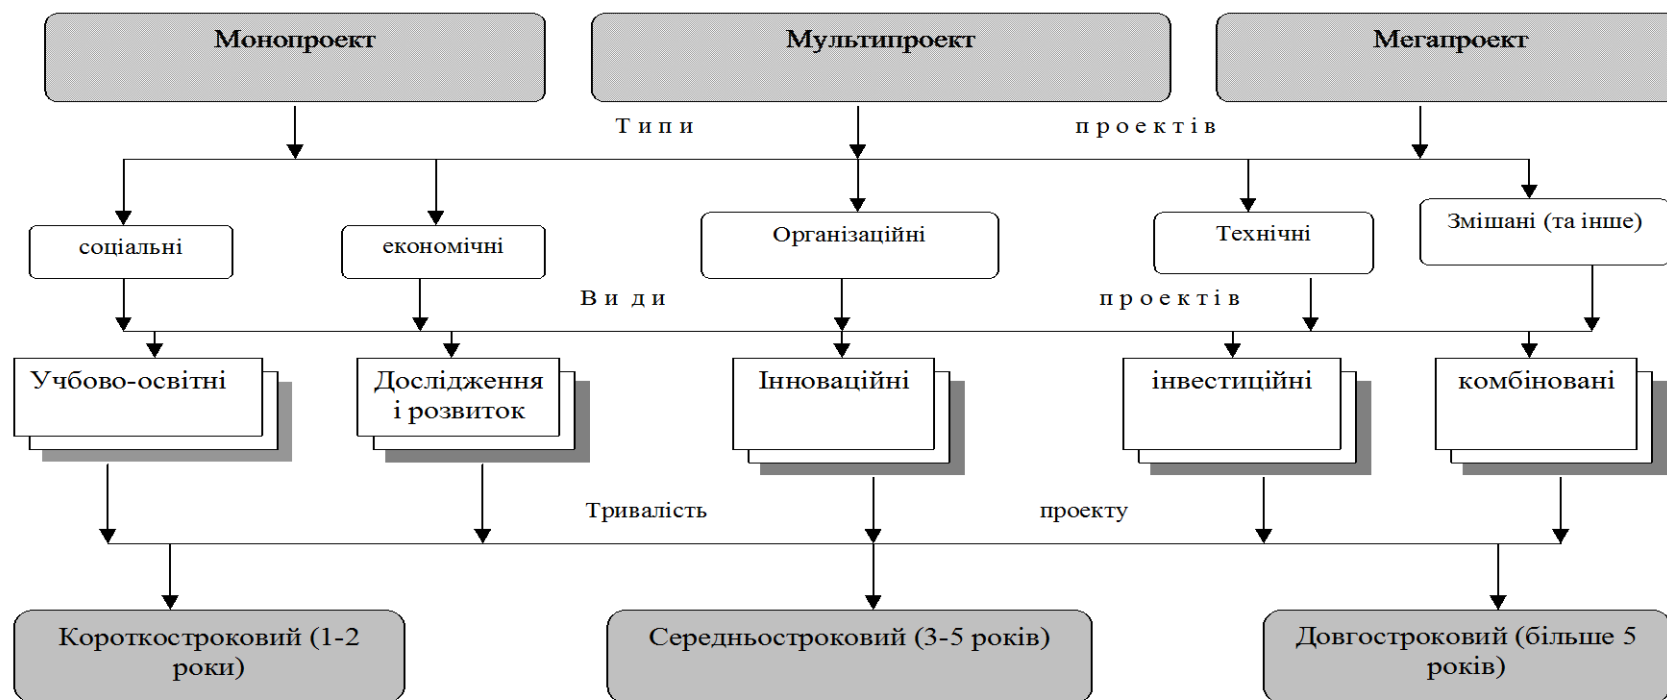 Монопроект
Мультипроект
Мегапроект
Типи проектів
соціальні
економічні
Організаційні
Технічні
Змішані (та інше)
Види проектів
Учбово-освітні
Дослідження
і розвиток
Інноваційні
інвестиційні
комбіновані
Тривалість проекту
Короткостроковий (1-2
роки)
Середньостроковий (3-5 років)
Довгостроковий (більше 5
років)